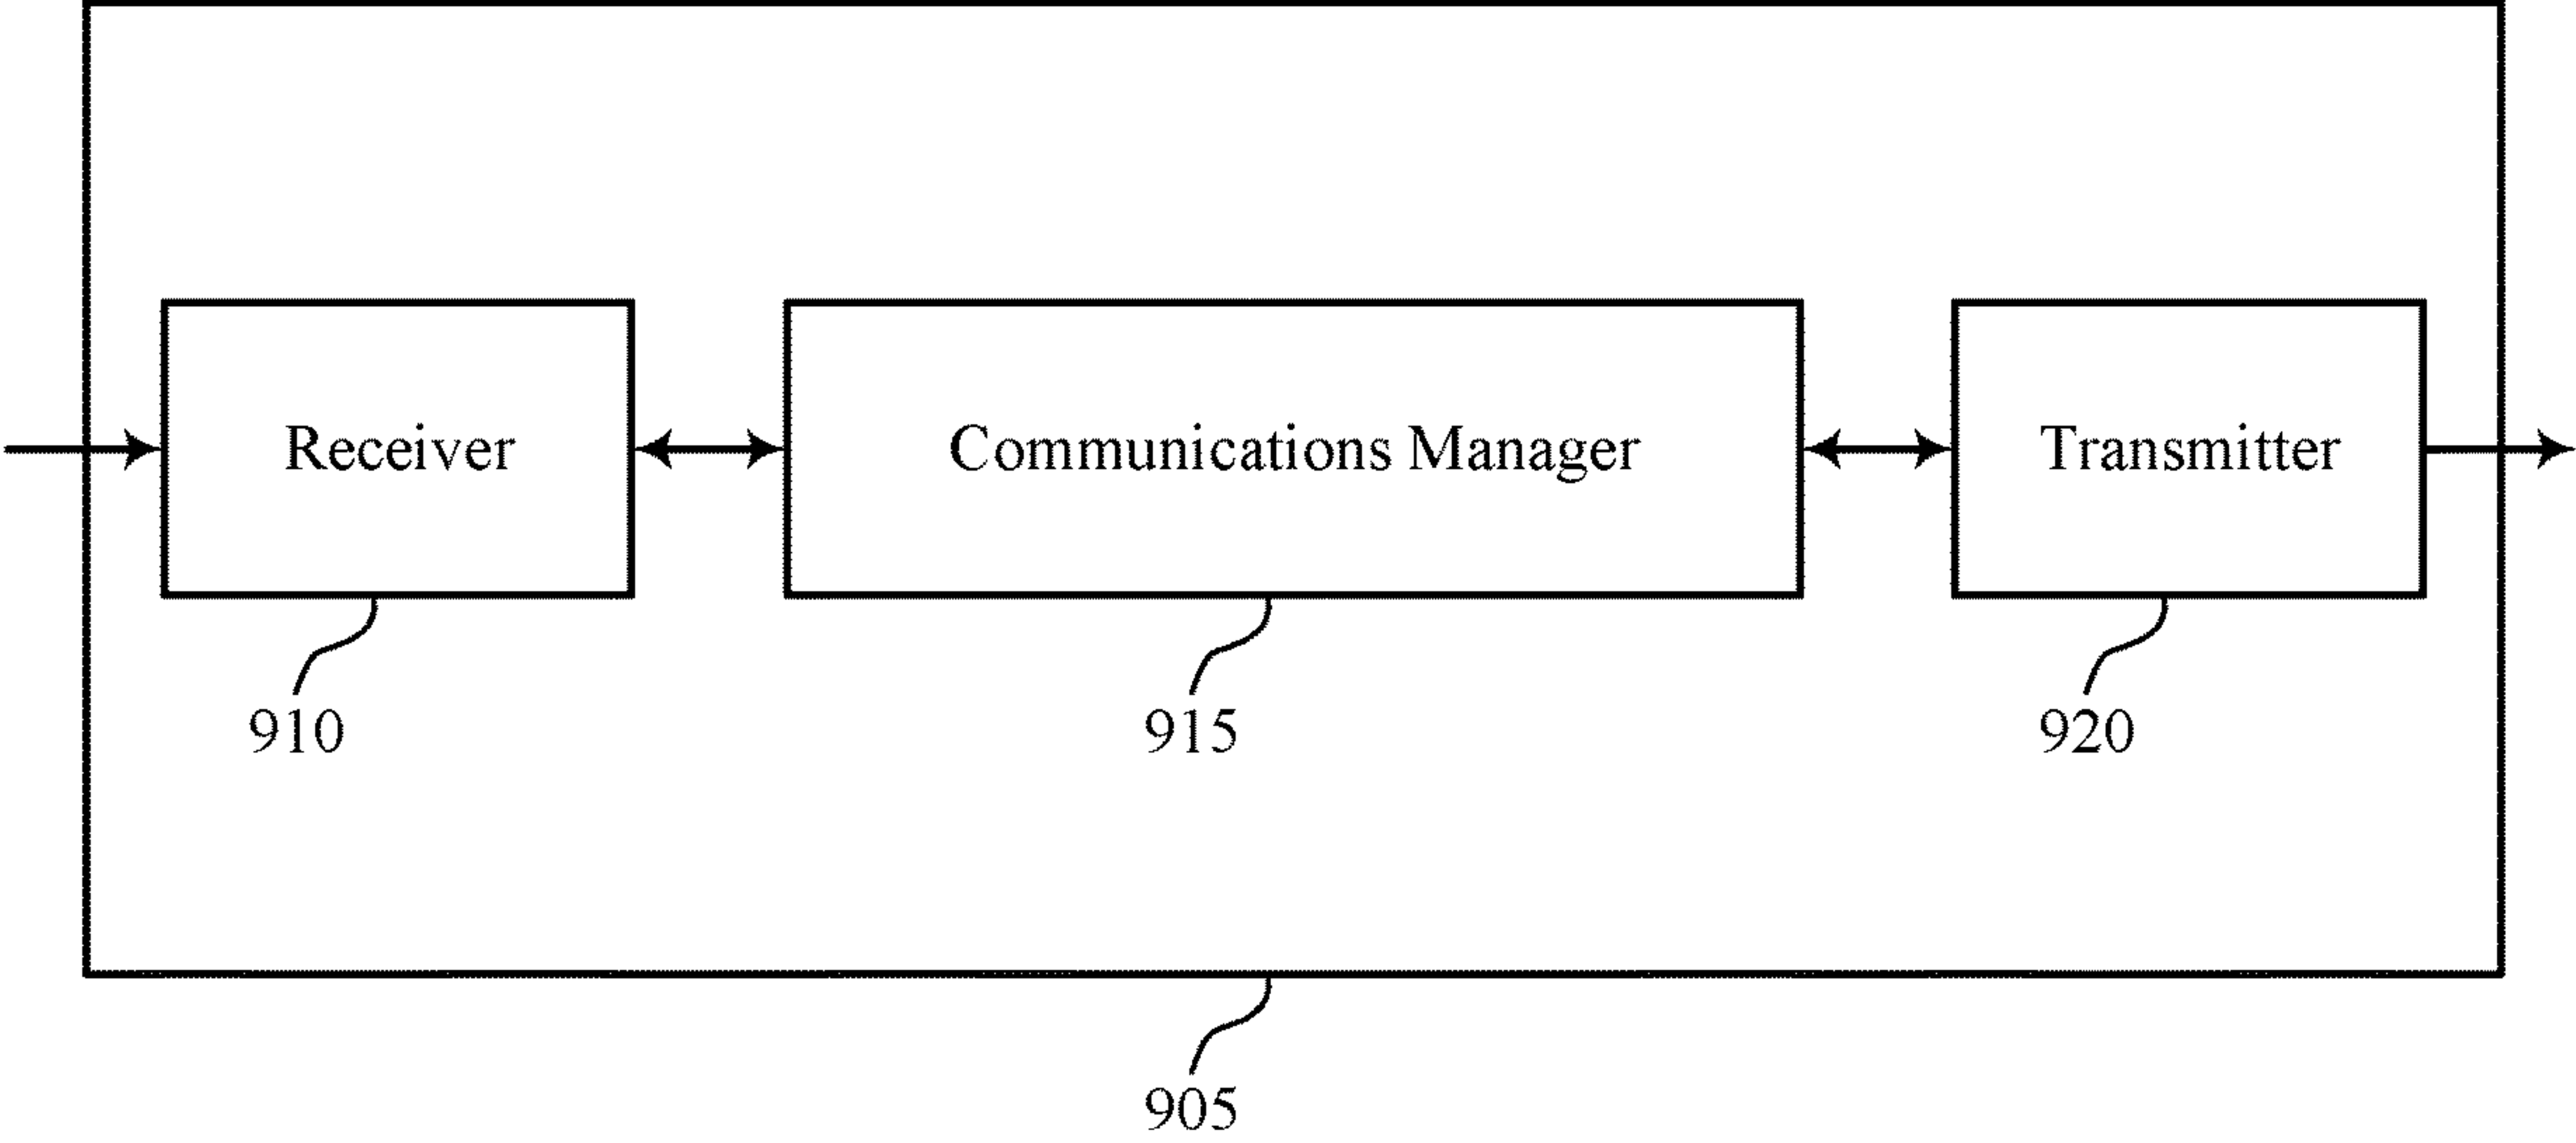 Receiver
Communications Manager
Transmitter
910
915
920
905